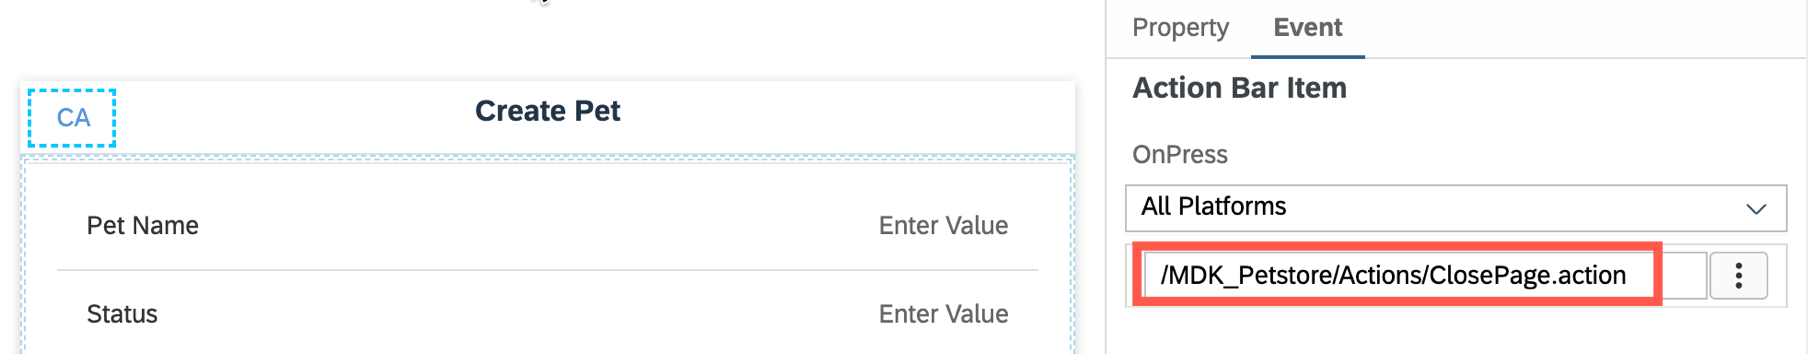 CA
Create Pet
Pet Name
Enter Value
Status
Enter Value
Property
Event
Action Bar Item
OnPress
All Platforms
/MDK_Petstore/Actions/ClosePage.action